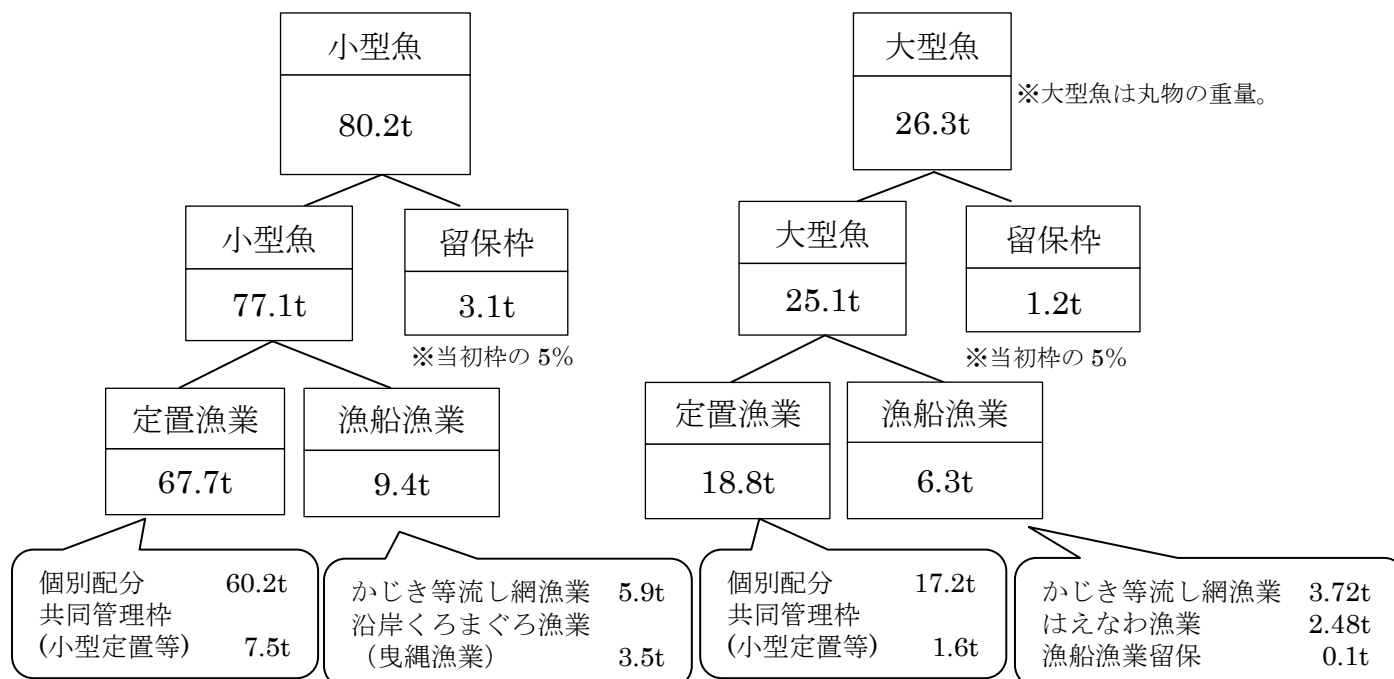 小型魚
80.2t
大型魚
26.3t
※大型魚は丸物の重量。
小型魚
77.1t
留保枠
3.1t
※当初枠の 5%
大型魚
25.1t
留保枠
1.2t
※当初枠の 5%
定置漁業
67.7t
漁船漁業
9.4t
定置漁業
18.8t
漁船漁業
6.3t
個別配分 60.2t
共同管理枠
(小型定置等) 7.5t
かじき等流し網漁業 5.9t
沿岸くろまぐろ漁業
（曳縄漁業） 3.5t
個別配分 17.2t
共同管理枠
(小型定置等) 1.6t
かじき等流し網漁業 3.72t
はえなわ漁業 2.48t
漁船漁業留保 0.1t